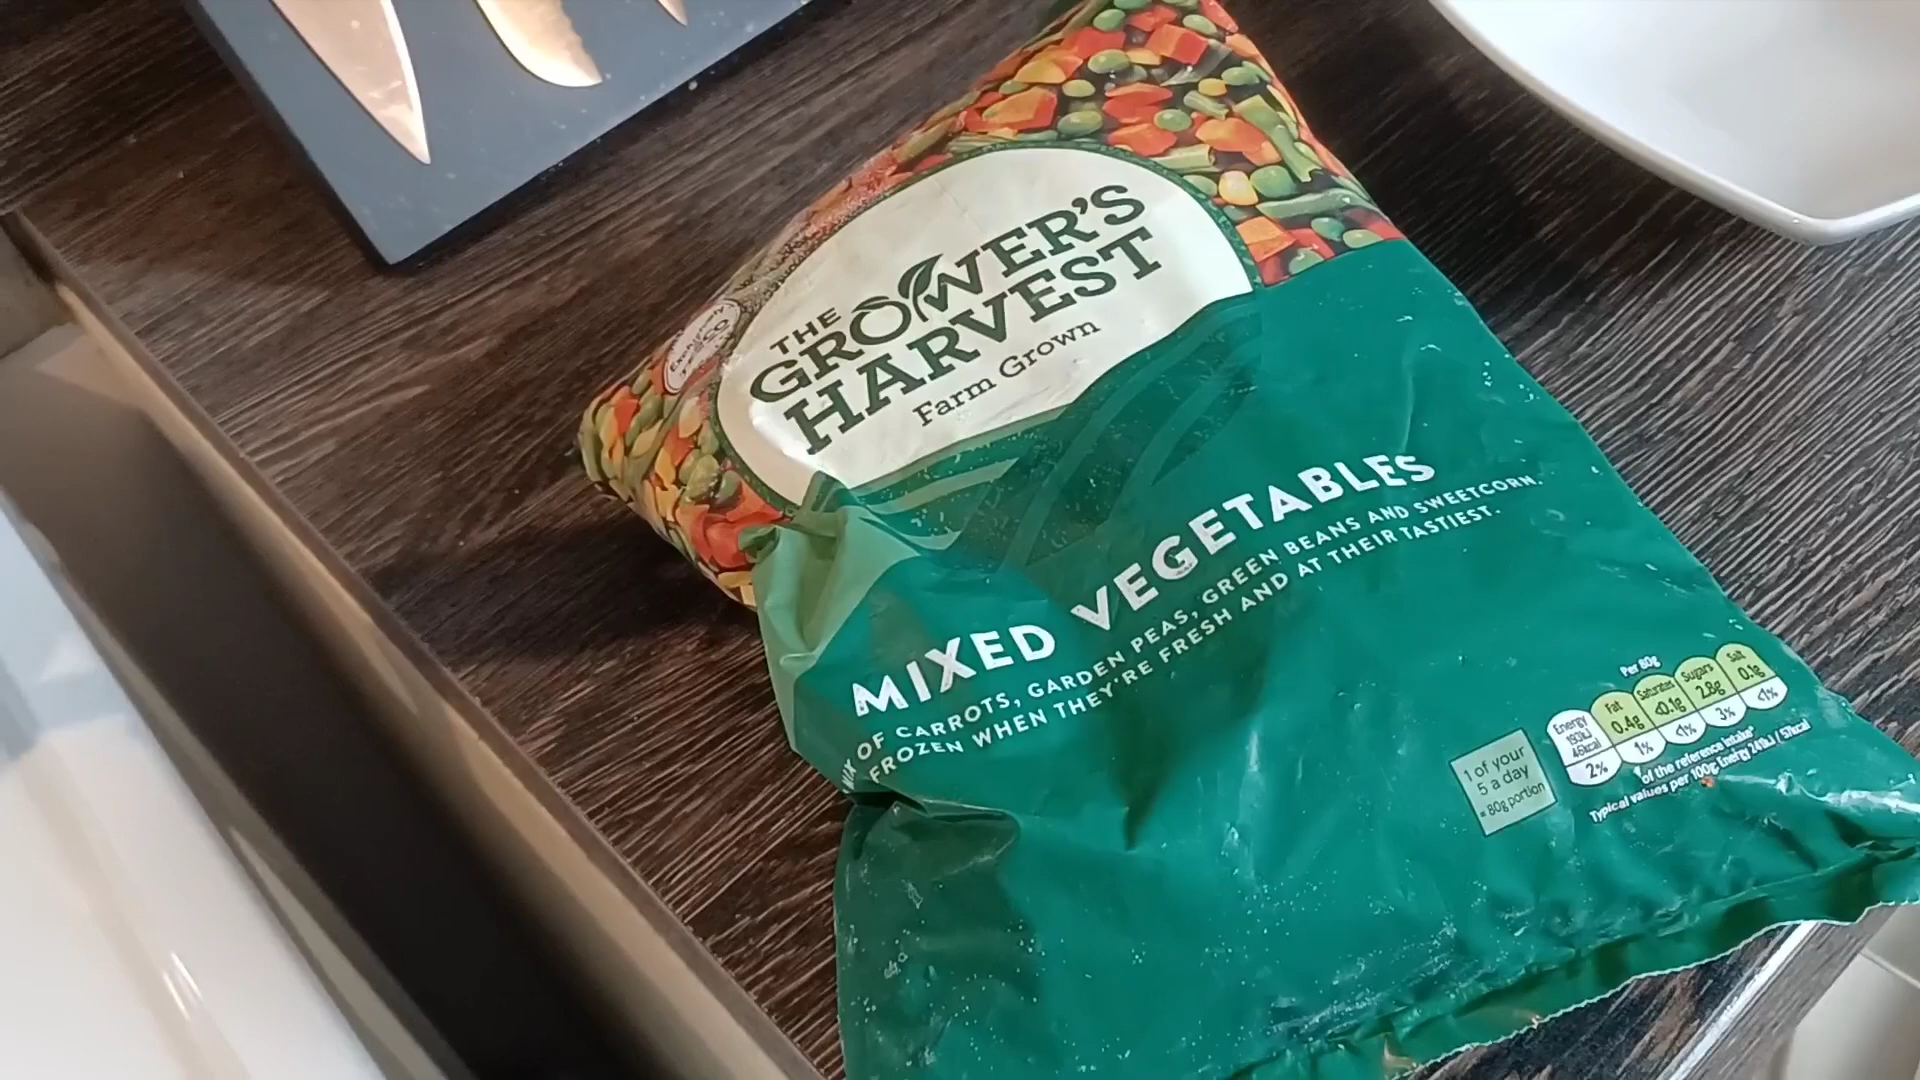 THE
GROWER'S
HARVEST
Farm Grown
EXCLUSIVELY
TESCO
MIXED VEGETABLES
MIX OF CARROTS, GARDEN PEAS, GREEN BEANS AND SWEETCORN.
FROZEN WHEN THEY'RE FRESH AND AT THEIR TASTIEST.
1 of your
5 a day
= 80g portion
Per 80g
Energy
193kJ
46kcal
2%
Fat
0.4g
1%
Saturates
<0.1g
<1%
Sugars
2.8g
3%
Salt
0.1g
<1%
of the reference intake*
Typical values per 100g: Energy 241kJ / 57kcal